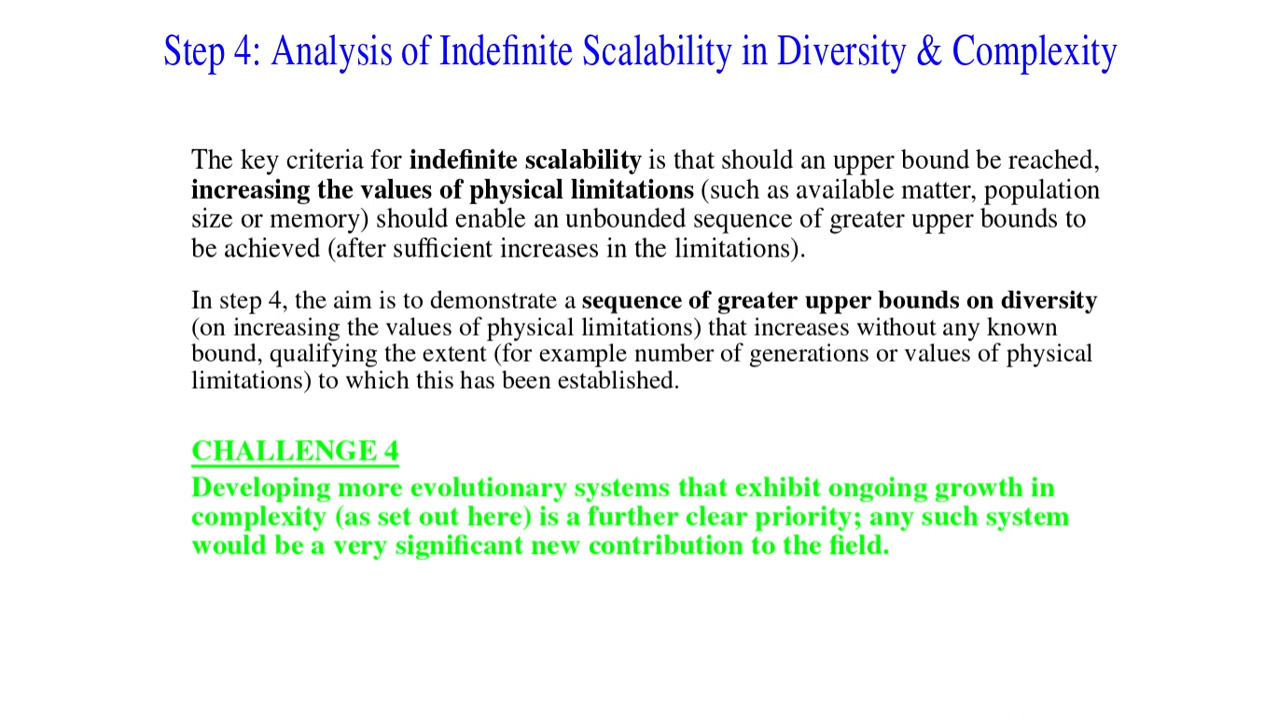 Step 4: Analysis of Indefinite Scalability in Diversity & Complexity
The key criteria for indefinite scalability is that should an upper bound be reached,
increasing the values of physical limitations (such as available matter, population
size or memory) should enable an unbounded sequence of greater upper bounds to
be achieved (after sufficient increases in the limitations).
In step 4, the aim is to demonstrate a sequence of greater upper bounds on diversity
(on increasing the values of physical limitations) that increases without any known
bound, qualifying the extent (for example number of generations or values of physical
limitations) to which this has been established.
CHALLENGE 4
Developing more evolutionary systems that exhibit ongoing growth in
complexity (as set out here) is a further clear priority; any such system
would be a very significant new contribution to the field.